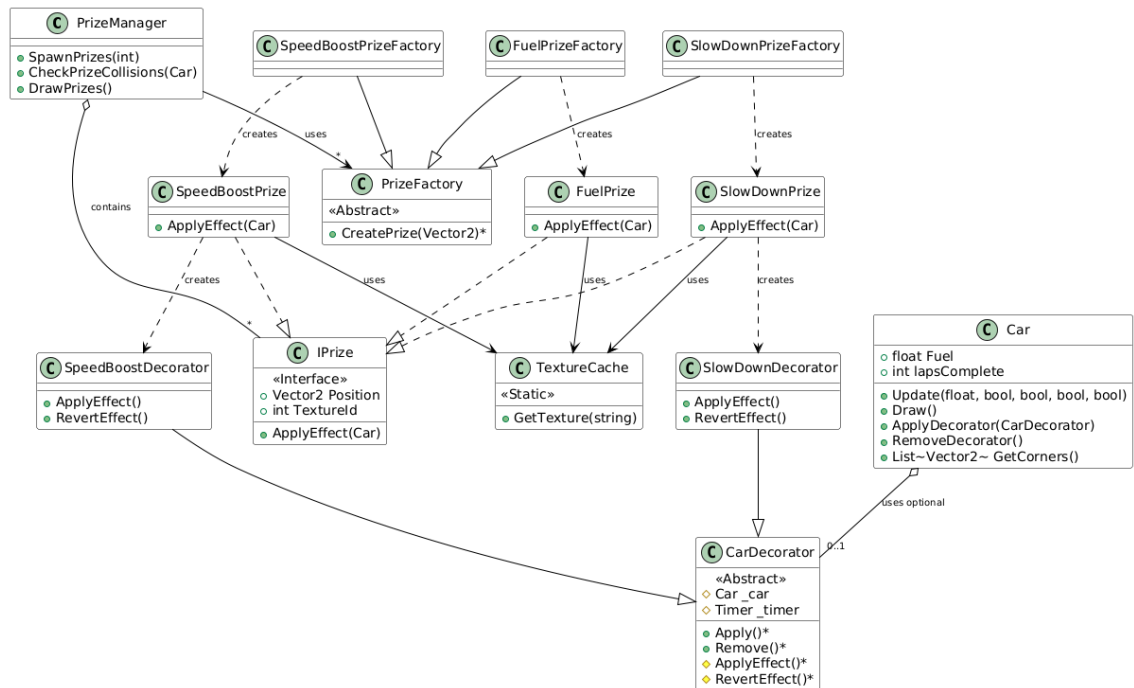 C PrizeManager
SpawnPrizes(int)
CheckPrizeCollisions(Car)
DrawPrizes()
C SpeedBoostPrizeFactory
C FuelPrizeFactory
C SlowDownPrizeFactory
creates
uses
*
creates
creates
C SpeedBoostPrize
ApplyEffect(Car)
C PrizeFactory
«Abstract»
CreatePrize(Vector2)*
C FuelPrize
ApplyEffect(Car)
C SlowDownPrize
ApplyEffect(Car)
contains
*
creates
uses
uses
uses
creates
C SpeedBoostDecorator
ApplyEffect()
RevertEffect()
C IPrize
«Interface»
Vector2 Position
int TextureId
ApplyEffect(Car)
C TextureCache
«Static»
GetTexture(string)
C SlowDownDecorator
ApplyEffect()
RevertEffect()
C Car
float Fuel
int lapsComplete
Update(float, bool, bool, bool, bool)
Draw()
ApplyDecorator(CarDecorator)
RemoveDecorator()
List~Vector2~ GetCorners()
uses optional
0..1
C CarDecorator
«Abstract»
Car _car
Timer _timer
Apply()*
Remove()*
ApplyEffect()*
RevertEffect()*